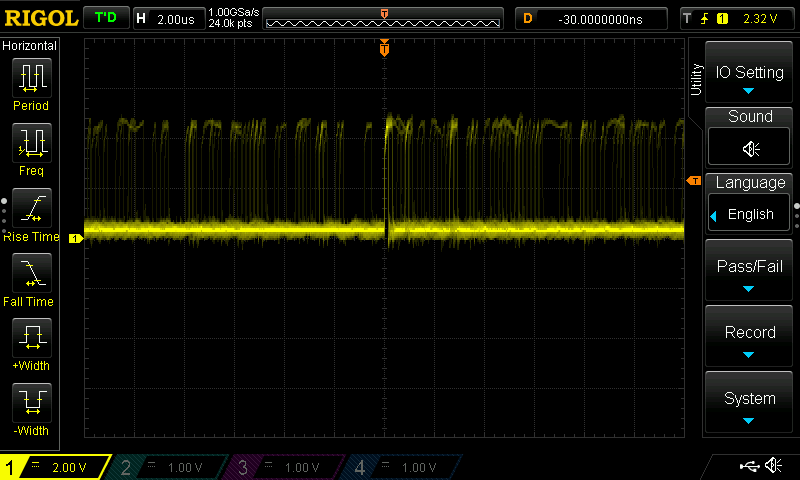 RIGOL T'D H 2.00us 1.00GSa/s 24.0k pts T D -30.0000000ns T 1 2.32 V
Horizontal
Period
Freq
Rise Time
Fall Time
+Width
-Width
T
T
1
Utility
IO Setting
Sound
Language
English
Pass/Fail
Record
System
1 2.00 V 2 1.00 V 3 1.00 V 4 1.00 V